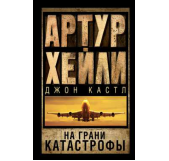 АРТУР
ХЕЙЛИ
ДЖОН КАСТЛ
НА ГРАНИ
КАТАСТРОФЫ